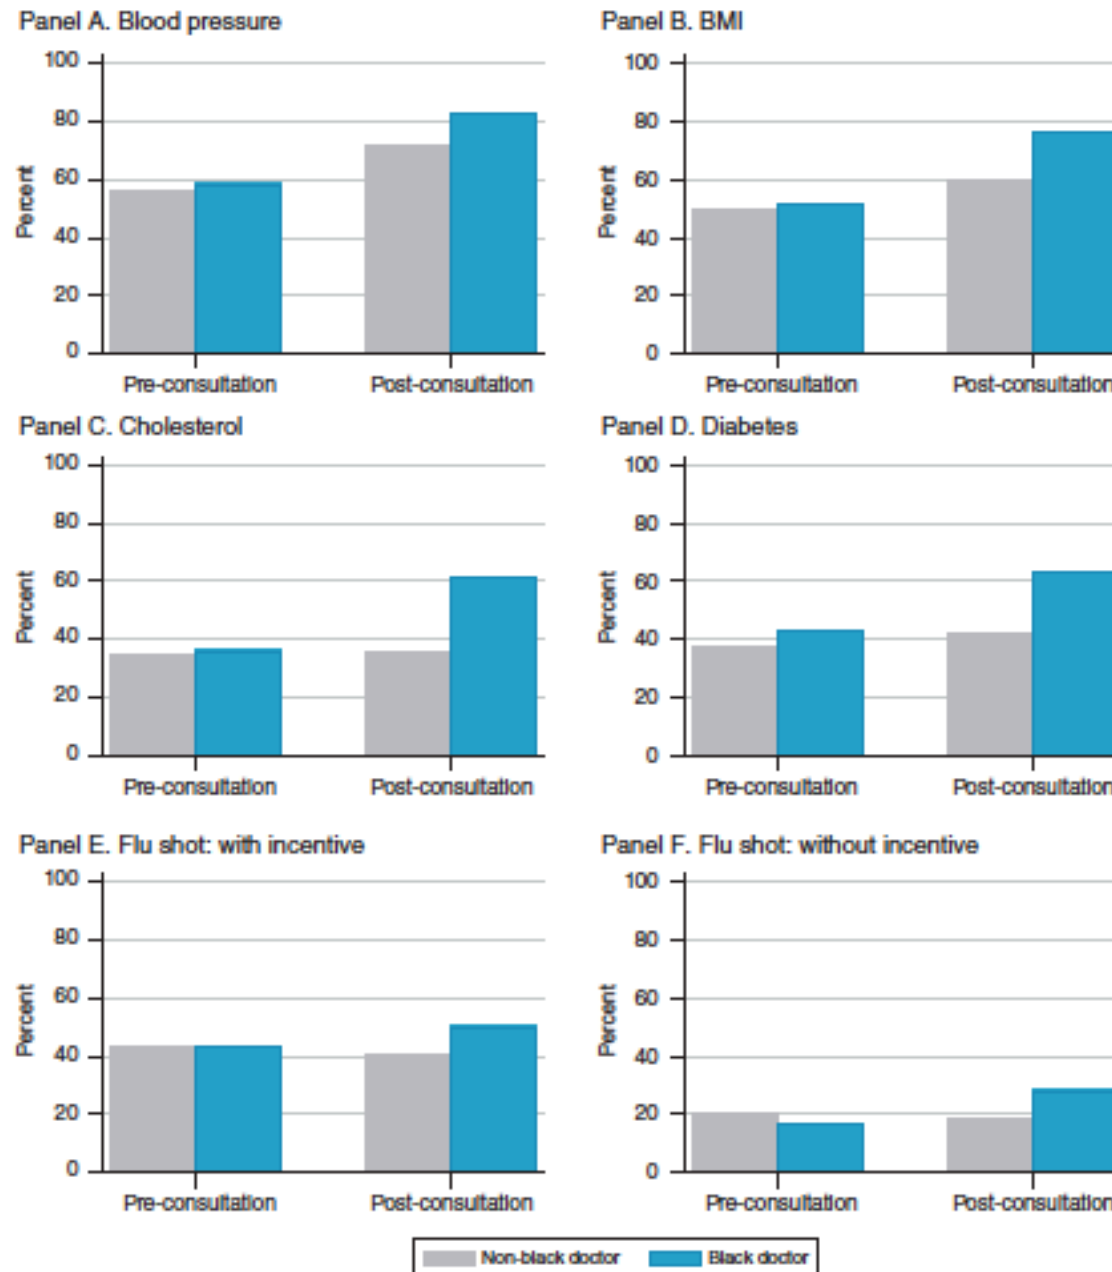 Panel A. Blood pressure
100
80
60
40
20
0
Percent
Pre-consultation
Post-consultation
Panel B. BMI
100
80
60
40
20
0
Percent
Pre-consultation
Post-consultation
Panel C. Cholesterol
100
80
60
40
20
0
Percent
Pre-consultation
Post-consultation
Panel D. Diabetes
100
80
60
40
20
0
Percent
Pre-consultation
Post-consultation
Panel E. Flu shot: with incentive
100
80
60
40
20
0
Percent
Pre-consultation
Post-consultation
Panel F. Flu shot: without incentive
100
80
60
40
20
0
Percent
Pre-consultation
Post-consultation
Non-black doctor
Black doctor